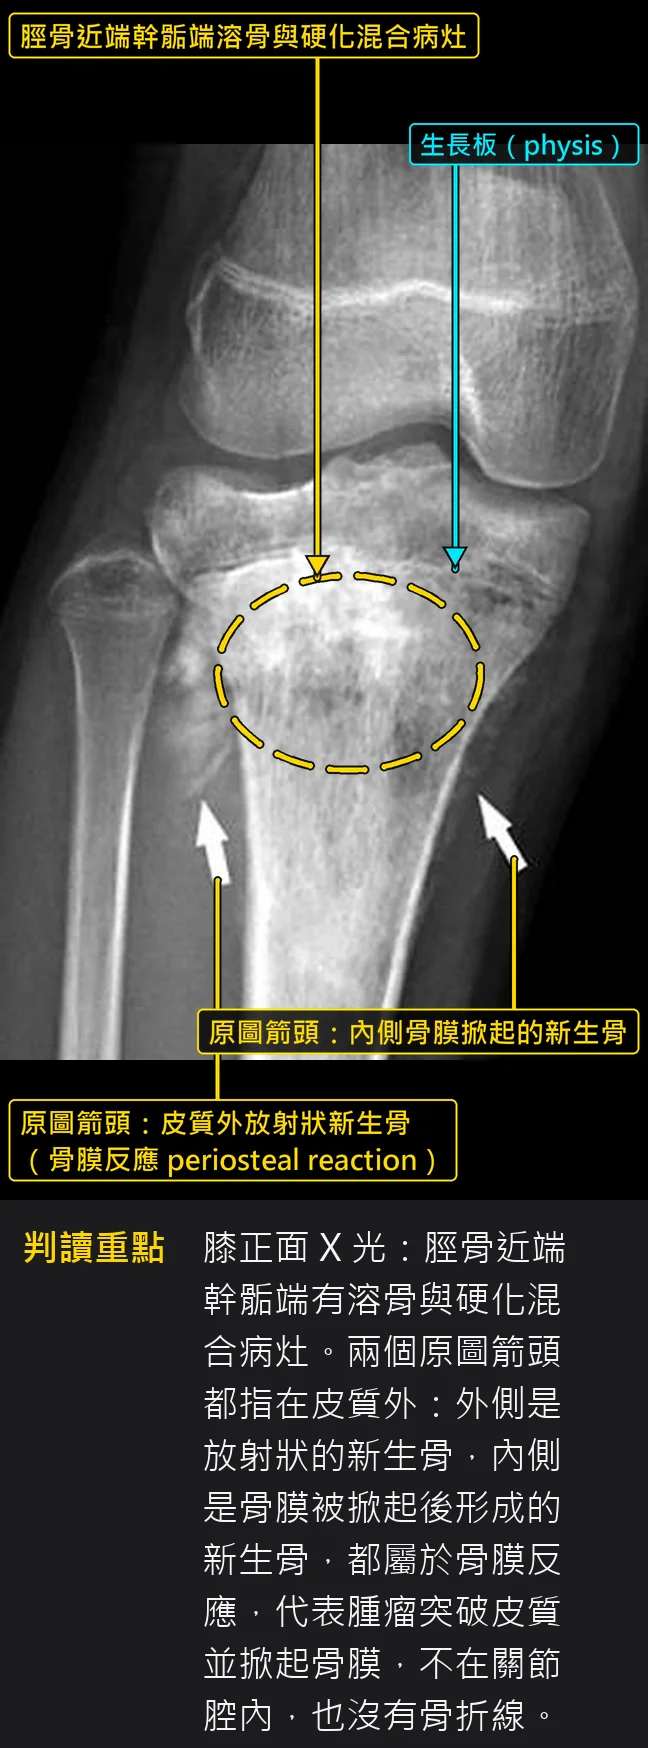 脛骨近端幹骺端溶骨與硬化混合病灶
生長板（physis）
原圖箭頭：內側骨膜掀起的新生骨
原圖箭頭：皮質外放射狀新生骨
（骨膜反應 periosteal reaction）
判讀重點
膝正面 X 光：脛骨近端
幹骺端有溶骨與硬化混
合病灶。兩個原圖箭頭
都指在皮質外：外側是
放射狀的新生骨，內側
是骨膜被掀起後形成的
新生骨，都屬於骨膜反
應，代表腫瘤突破皮質
並掀起骨膜，不在關節
腔內，也沒有骨折線。